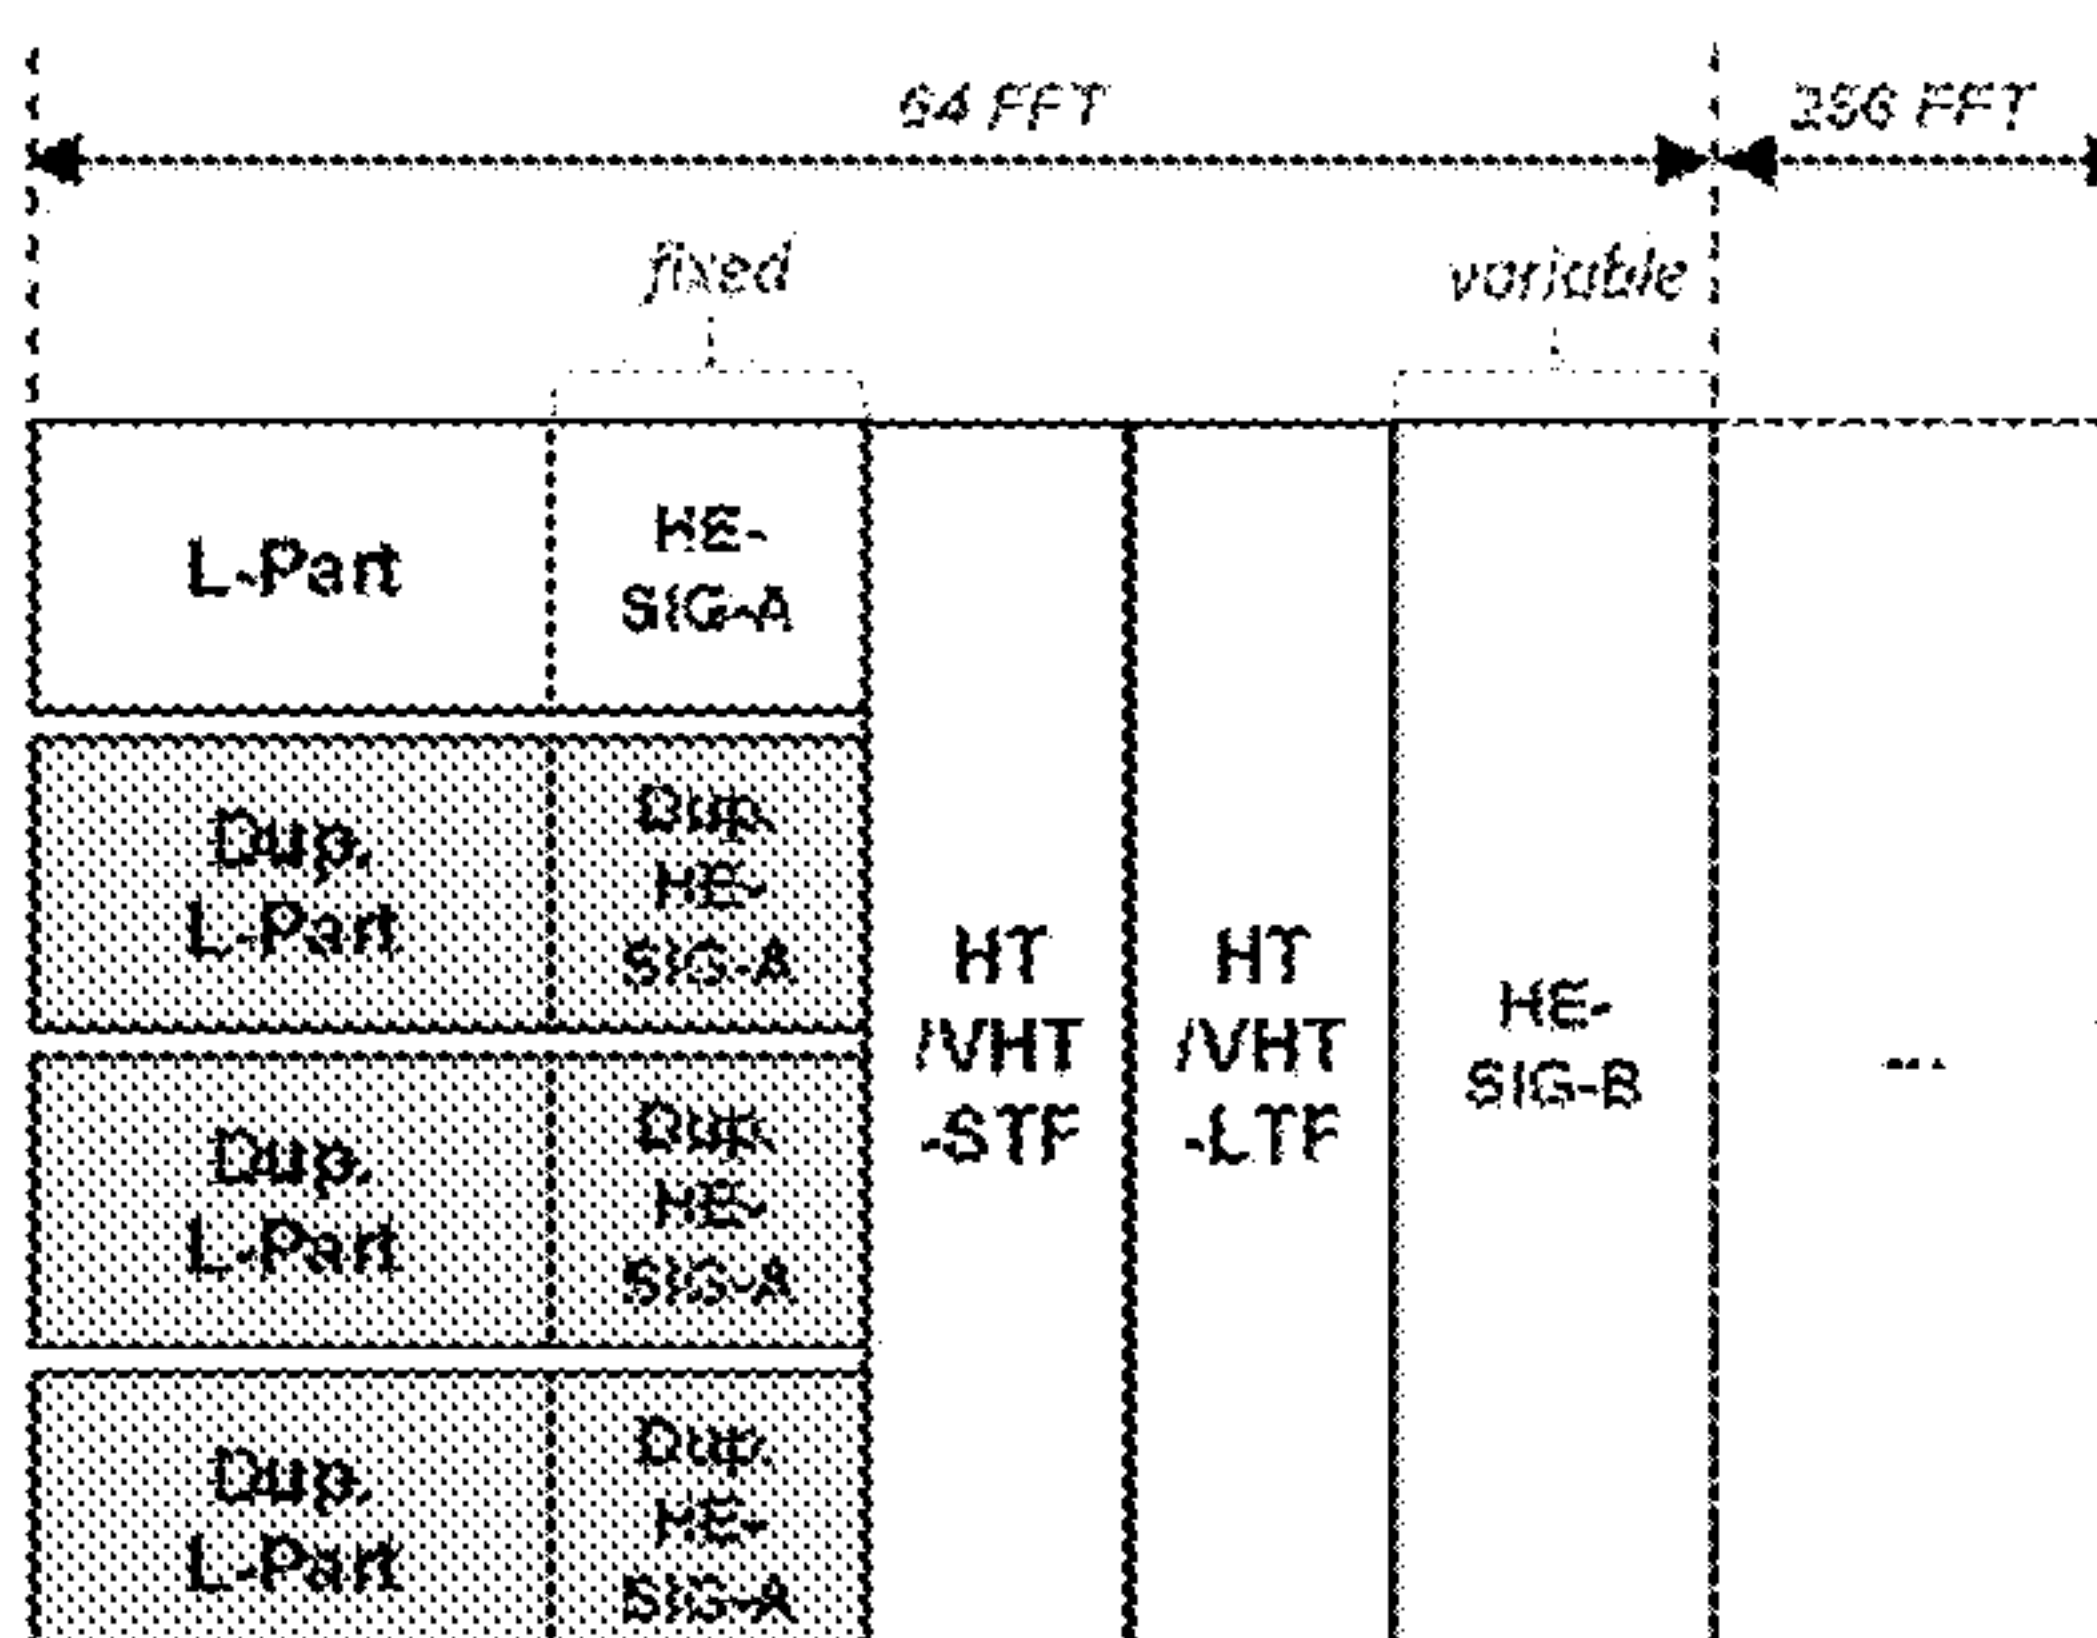 64 FFT
256 FFT
fixed
variable
L-Part
HE-
SIG-A
Dup.
L-Part
Dup.
HE-
SIG-A
Dup.
L-Part
Dup.
HE-
SIG-A
Dup.
L-Part
Dup.
HE-
SIG-A
HT
/VHT
-STF
HT
/VHT
-LTF
HE-
SIG-B
...